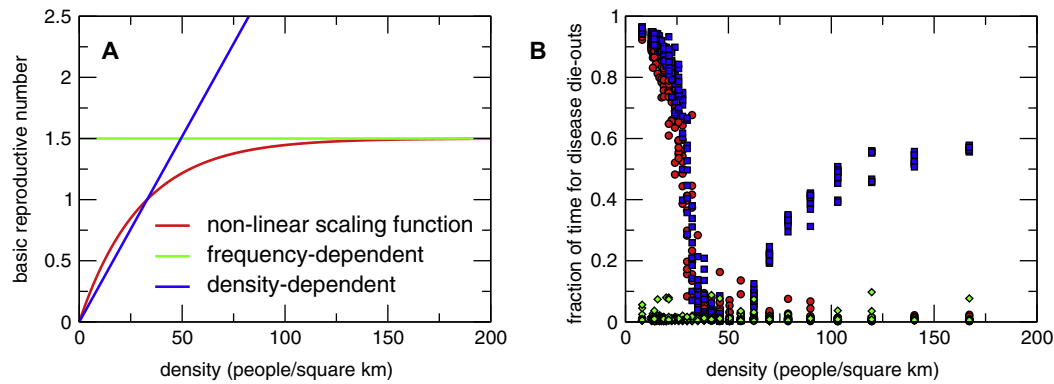 A
basic reproductive number
2.5
2
1.5
1
0.5
0
non-linear scaling function
frequency-dependent
density-dependent
0 50 100 150 200
density (people/square km)
B
fraction of time for disease die-outs
1
0.8
0.6
0.4
0.2
0
0 50 100 150 200
density (people/square km)